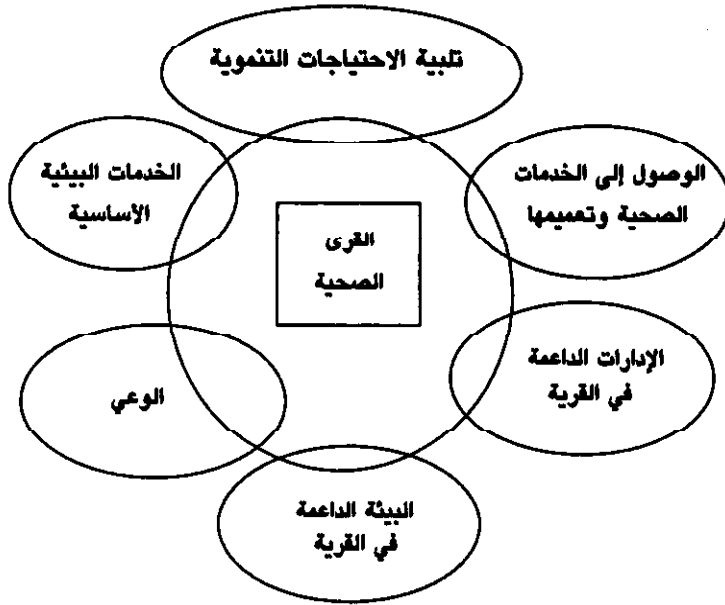 تلبية الاحتياجات التنموية
الوصول إلى الخدمات
الصحية وتعميمها
الخدمات البيئية
الأساسية
القرى
الصحية
الإدارات الداعمة
في القرية
الوعي
البيئة الداعمة
في القرية